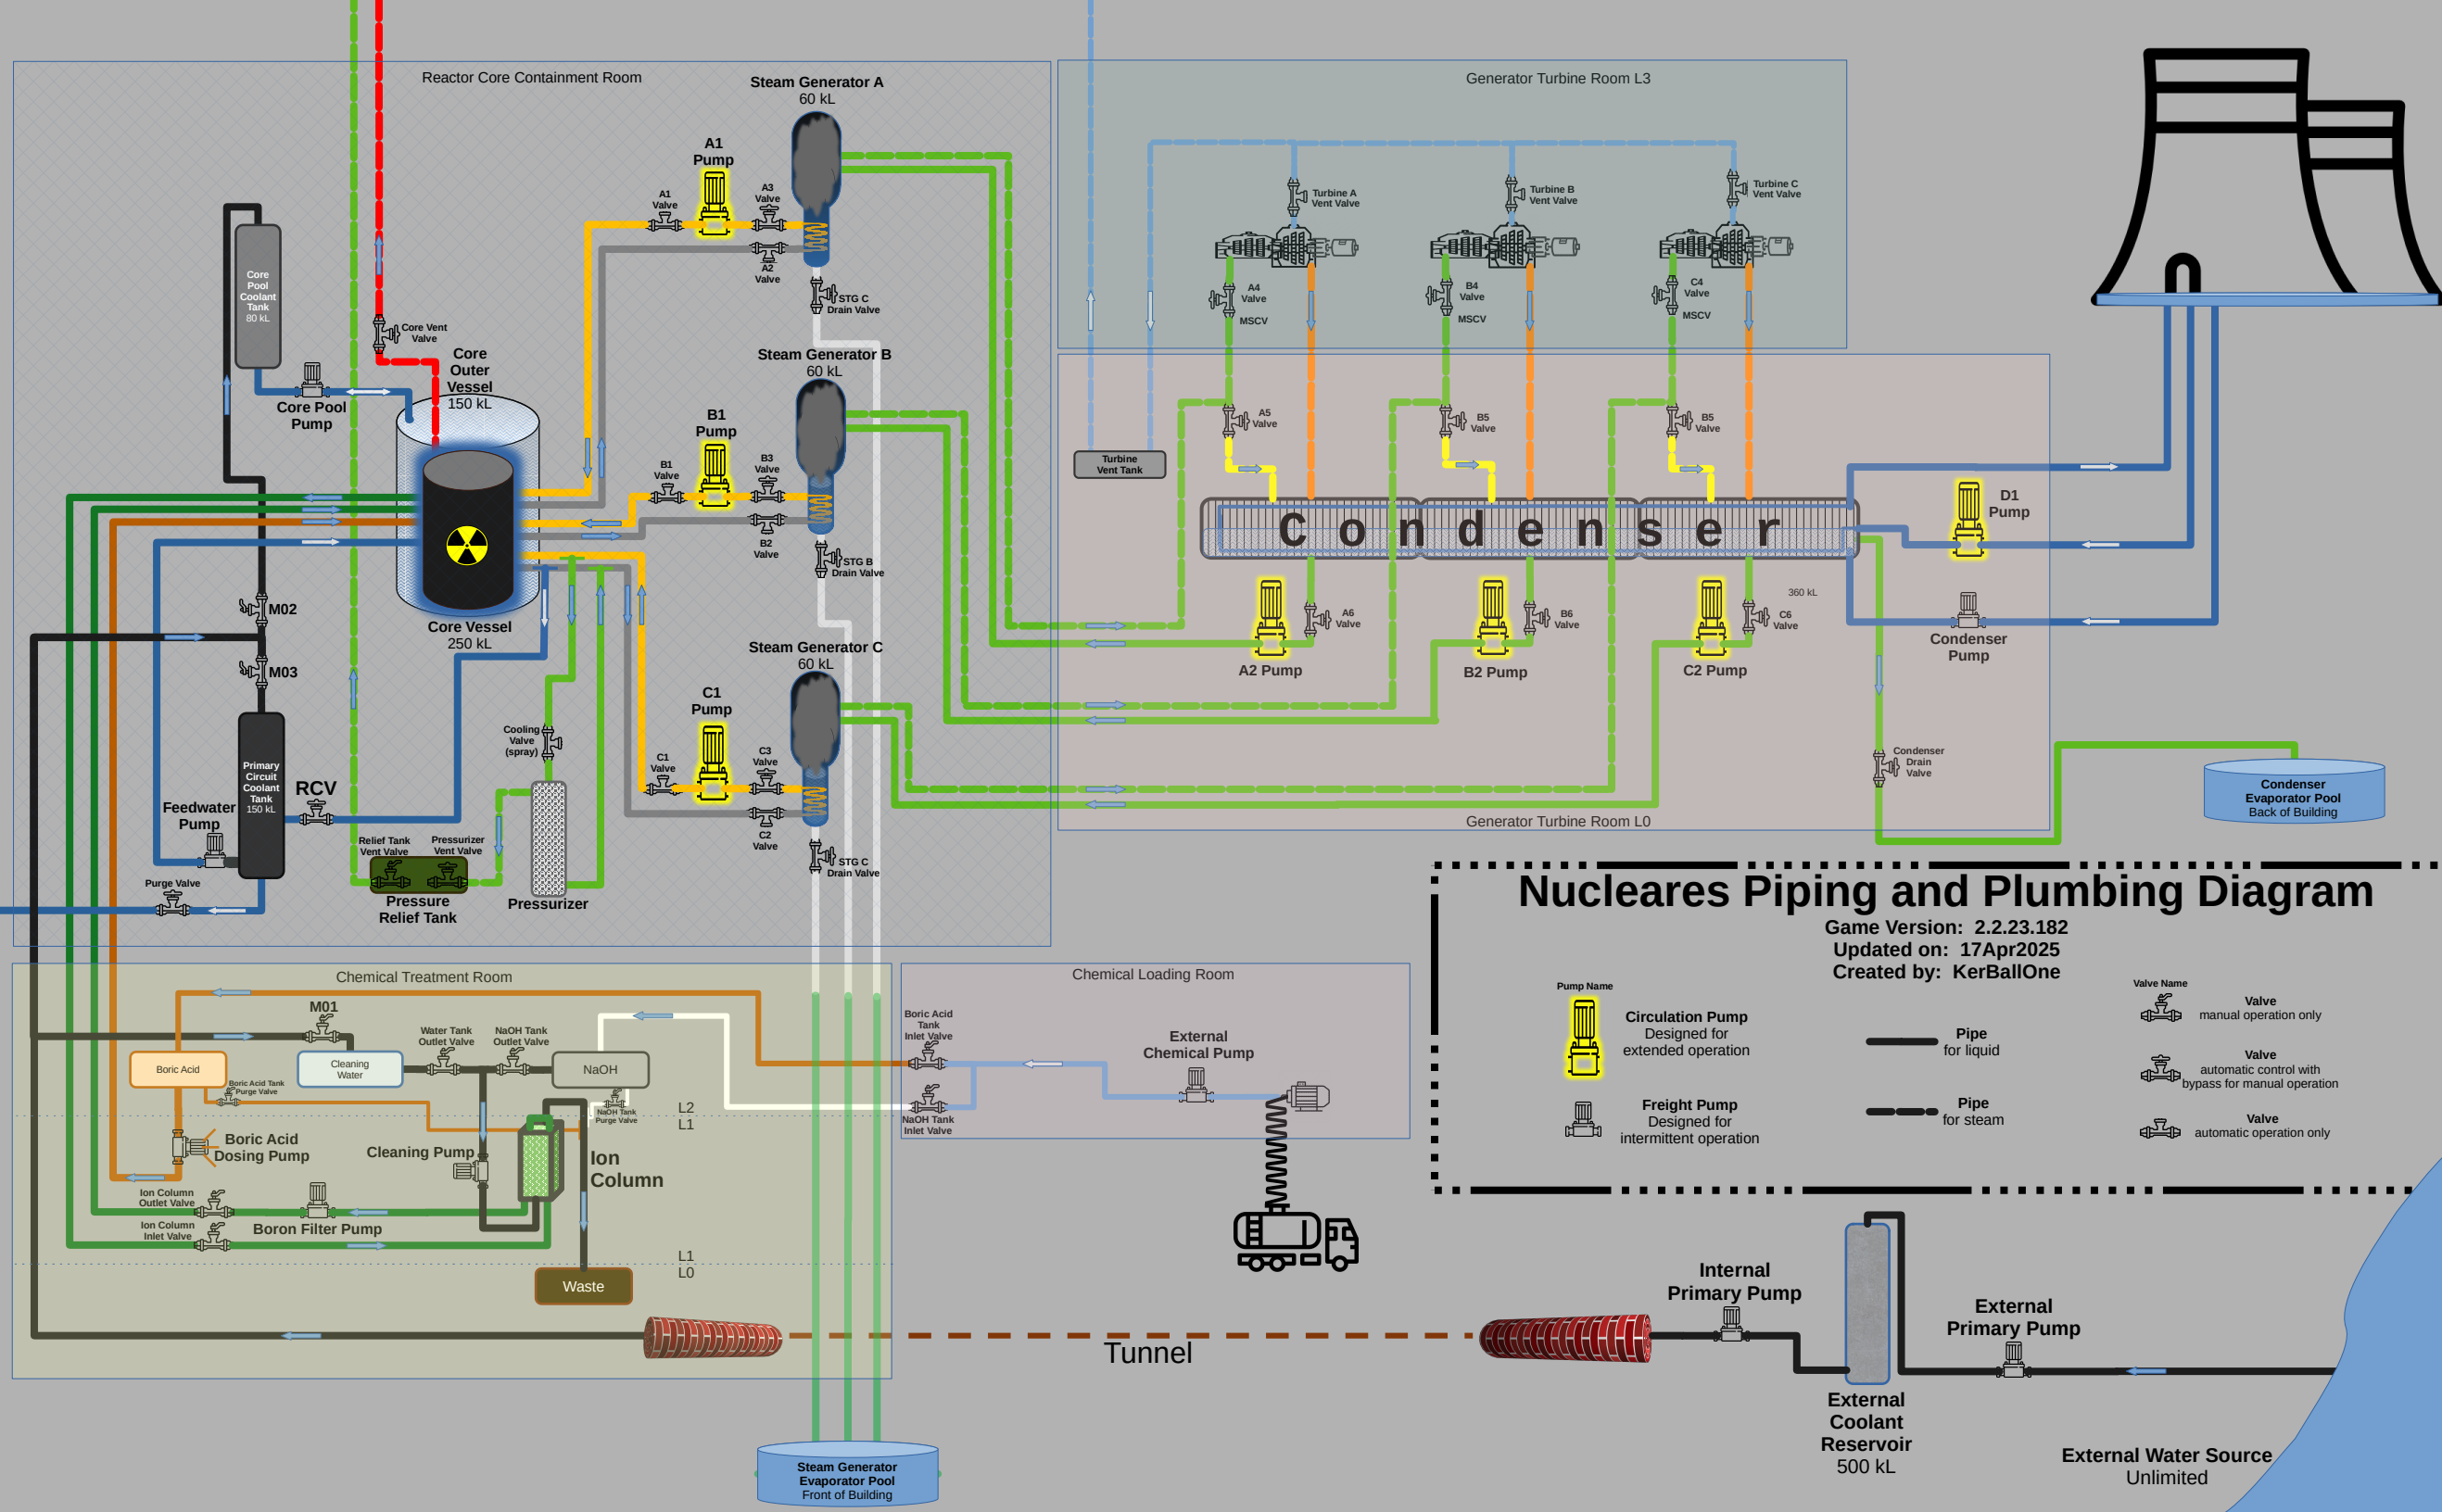 Reactor Core Containment Room
Steam Generator A
60 kL
A1
Pump
A1
Valve
A3
Valve
A2
Valve
STG C
Drain Valve
Core
Pool
Coolant
Tank
80 kL
Core Vent
Valve
Core Pool
Pump
Core
Outer
Vessel
150 kL
Steam Generator B
60 kL
B1
Pump
B1
Valve
B3
Valve
B2
Valve
STG B
Drain Valve
Core Vessel
250 kL
M02
M03
Steam Generator C
60 kL
C1
Pump
C1
Valve
C3
Valve
C2
Valve
STG C
Drain Valve
Cooling
Valve
(spray)
Primary
Circuit
Coolant
Tank
150 kL
RCV
Feedwater
Pump
Purge Valve
Relief Tank
Vent Valve
Pressurizer
Vent Valve
Pressure
Relief Tank
Pressurizer
Generator Turbine Room L3
Turbine A
Vent Valve
Turbine B
Vent Valve
Turbine C
Vent Valve
A4
Valve
MSCV
B4
Valve
MSCV
C4
Valve
MSCV
Turbine
Vent Tank
A5
Valve
B5
Valve
B5
Valve
Condenser
D1
Pump
360 kL
A6
Valve
B6
Valve
C6
Valve
A2 Pump
B2 Pump
C2 Pump
Condenser
Pump
Condenser
Drain
Valve
Generator Turbine Room L0
Condenser
Evaporator Pool
Back of Building
Nucleares Piping and Plumbing Diagram
Game Version: 2.2.23.182
Updated on: 17Apr2025
Created by: KerBallOne
Pump Name
Circulation Pump
Designed for
extended operation
Freight Pump
Designed for
intermittent operation
Pipe
for liquid
Pipe
for steam
Valve Name
Valve
manual operation only
Valve
automatic control with
bypass for manual operation
Valve
automatic operation only
Chemical Treatment Room
M01
Water Tank
Outlet Valve
NaOH Tank
Outlet Valve
Boric Acid
Cleaning
Water
NaOH
Boric Acid Tank
Purge Valve
NaOH Tank
Purge Valve
L2
L1
Boric Acid
Dosing Pump
Cleaning Pump
Ion
Column
Ion Column
Outlet Valve
Boron Filter Pump
Ion Column
Inlet Valve
L1
L0
Waste
Chemical Loading Room
Boric Acid
Tank
Inlet Valve
External
Chemical Pump
NaOH Tank
Inlet Valve
Tunnel
Internal
Primary Pump
External
Primary Pump
External
Coolant
Reservoir
500 kL
External Water Source
Unlimited
Steam Generator
Evaporator Pool
Front of Building